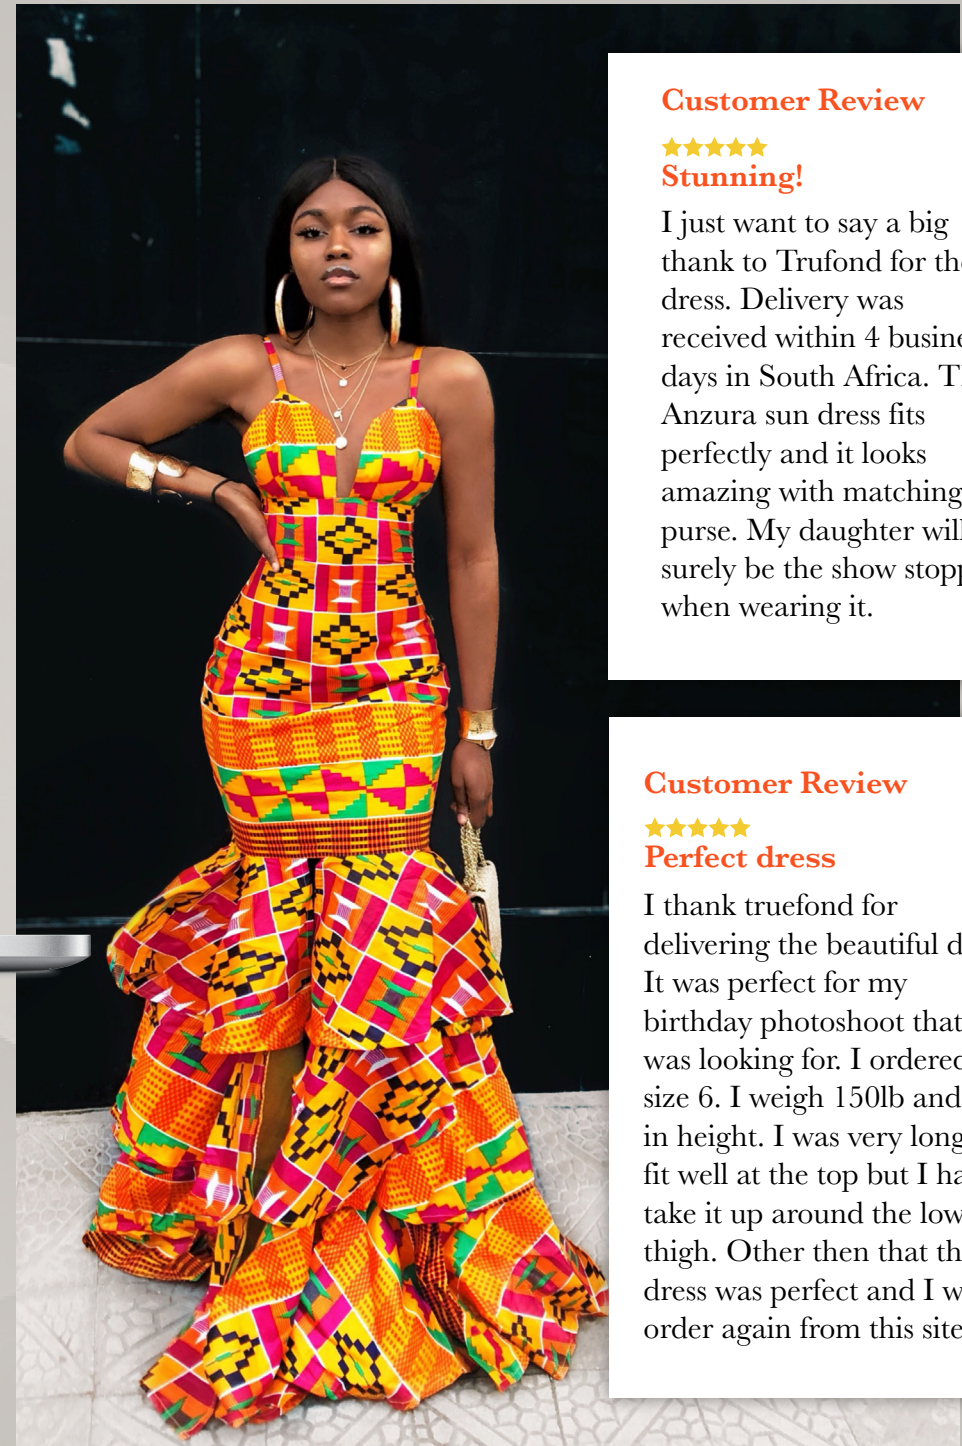 Customer Review
Stunning!
I just want to say a big
thank to Trufond for the
dress. Delivery was
received within 4
days in South Africa.
Anzura sun dress fits
perfectly and it looks
amazing with matching
purse. My daughter will
surely be the show
when wearing it.
Customer Review
Perfect dress
I thank truefond for
delivering the beautiful
It was perfect for my
birthday photoshoot that
was looking for. I ordered
size 6. I weigh 150lb and
in height. I was very long
fit well at the top but I
take it up around the
thigh. Other then that
dress was perfect and I
order again from this site